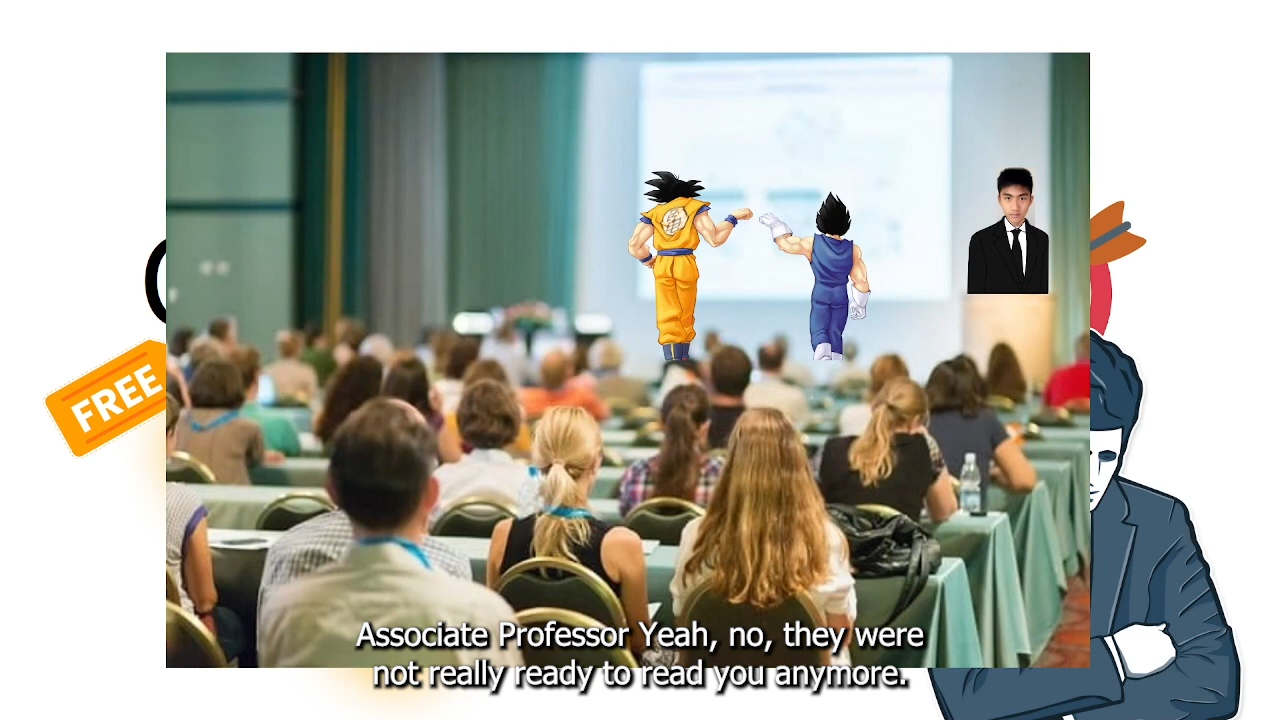 FREE
Associate Professor Yeah, no, they were
not really ready to read you anymore.